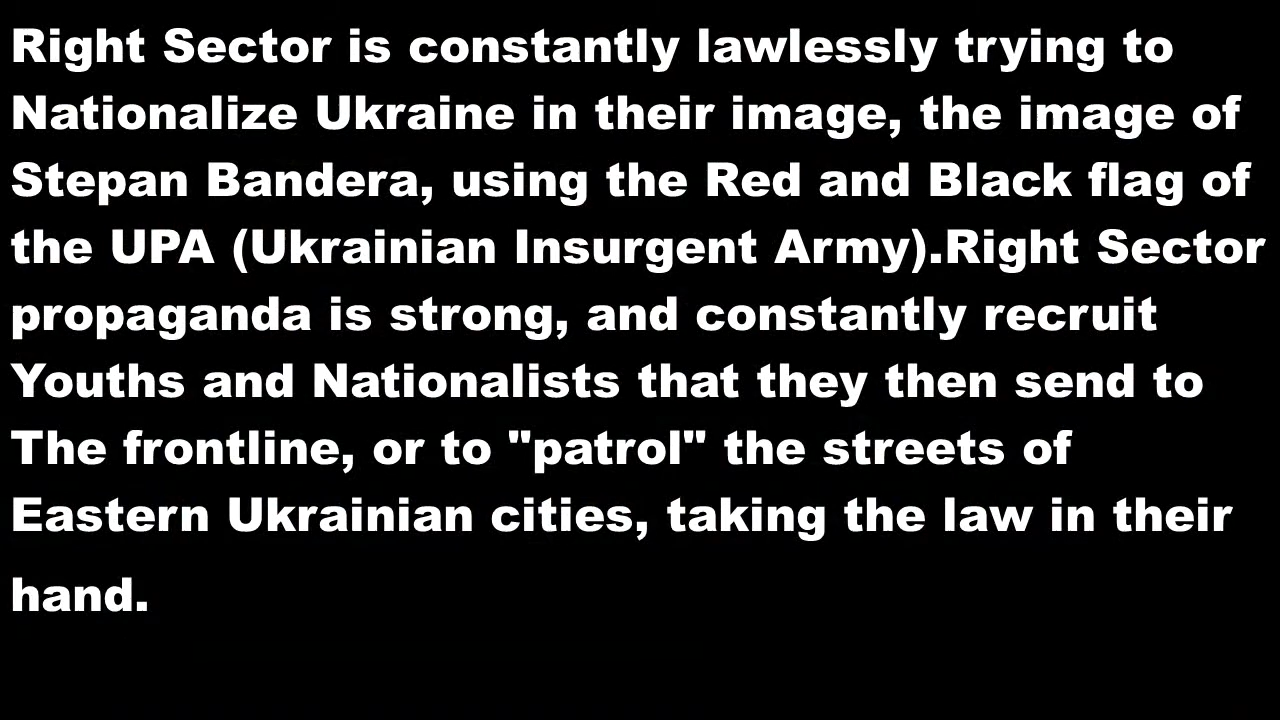 Right Sector is constantly lawlessly trying to
Nationalize Ukraine in their image, the image of
Stepan Bandera, using the Red and Black flag of
the UPA (Ukrainian Insurgent Army).Right Sector
propaganda is strong, and constantly recruit
Youths and Nationalists that they then send to
The frontline, or to "patrol" the streets of
Eastern Ukrainian cities, taking the law in their
hand.